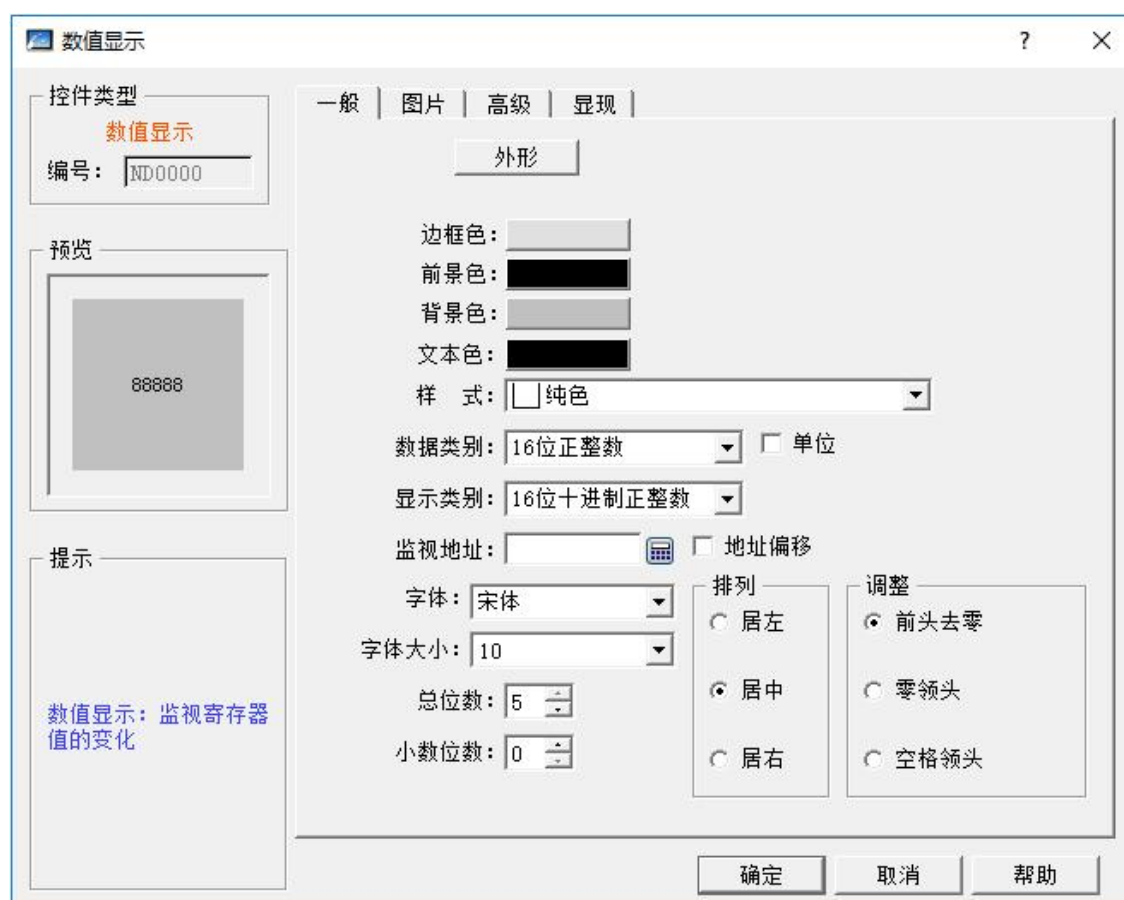 数值显示
?
控件类型
数值显示
编号: ND0000
预览
88888
提示
数值显示: 监视寄存器
值的变化
一般
图片
高级
显现
外形
边框色:
前景色:
背景色:
文本色:
样 式: 纯色
数据类别: 16位正整数
单位
显示类别: 16位十进制正整数
监视地址:
地址偏移
字体: 宋体
字体大小: 10
总位数: 5
小数位数: 0
排列
居左
居中
居右
调整
前头去零
零领头
空格领头
确定
取消
帮助